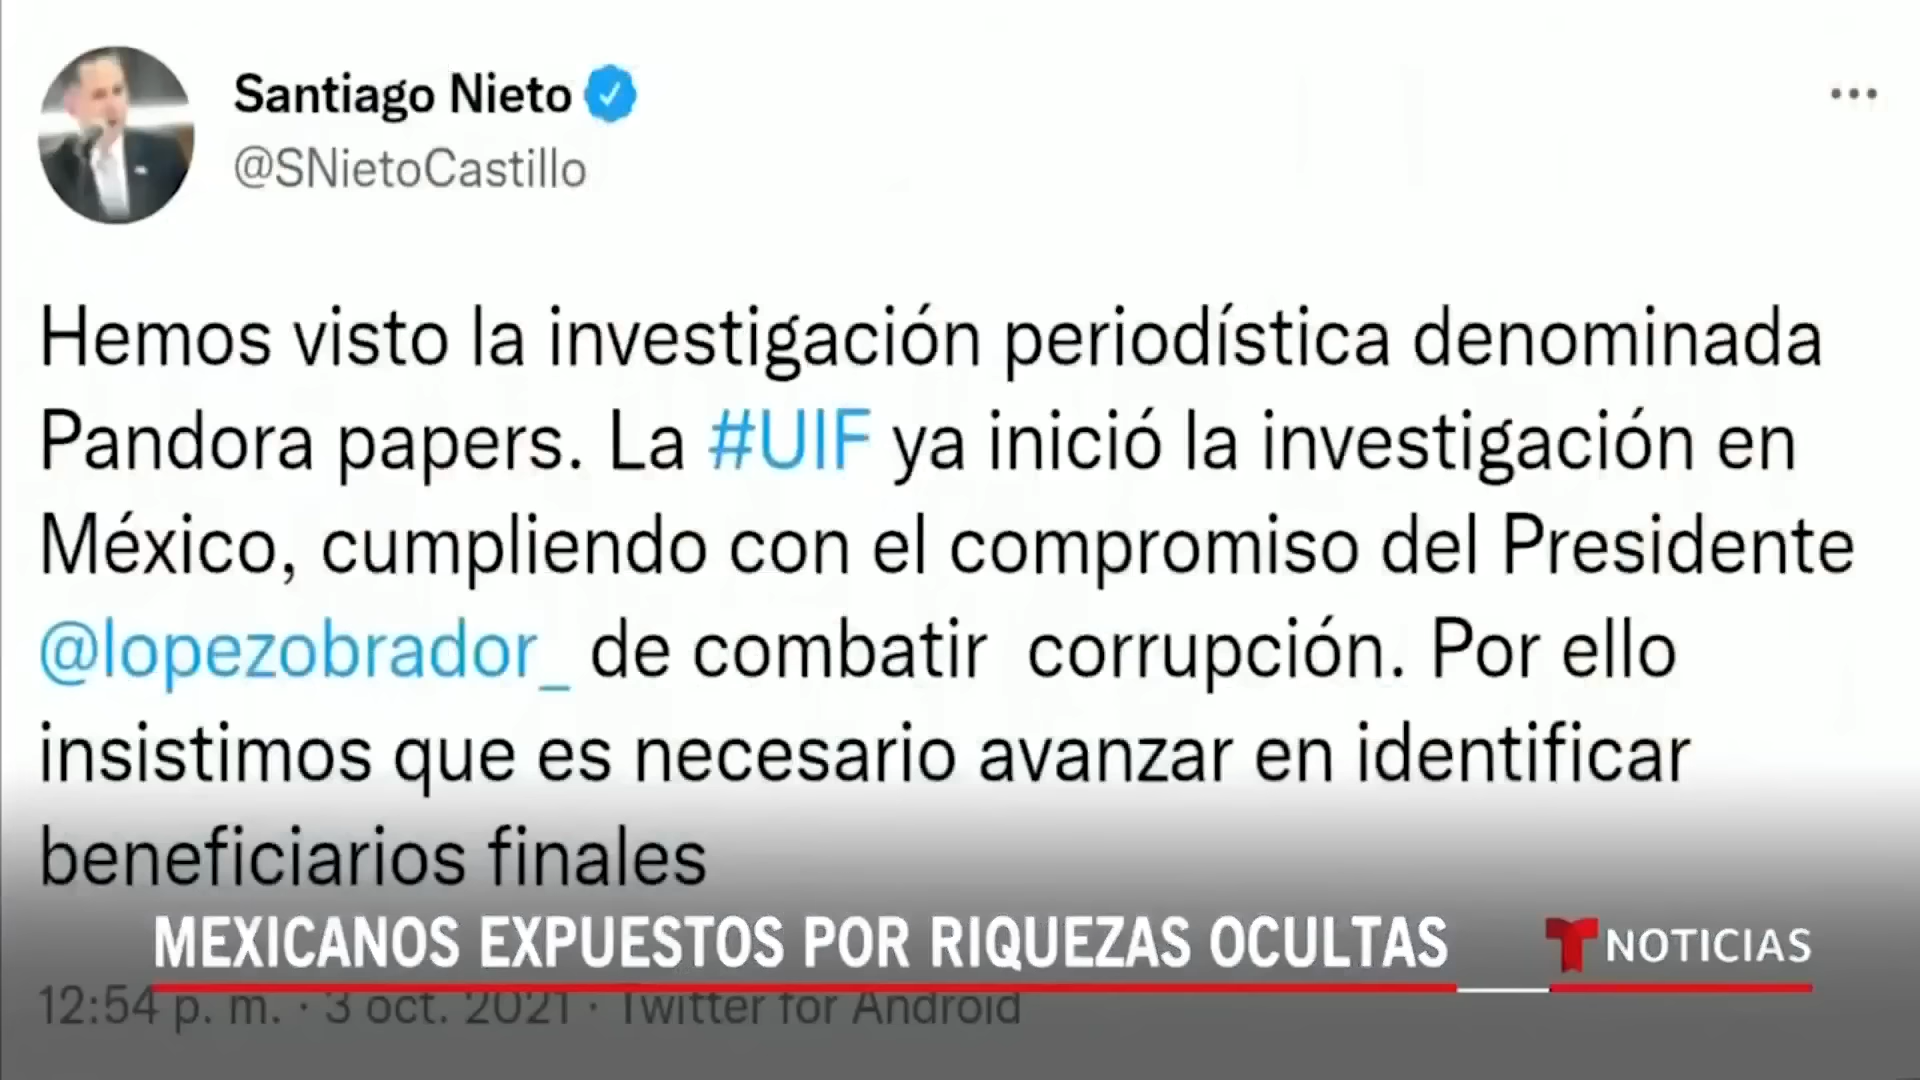 Santiago Nieto
@SNietoCastillo
Hemos visto la investigación periodística denominada
Pandora papers. La #UIF ya inició la investigación en
México, cumpliendo con el compromiso del Presidente
@lopezobrador_ de combatir corrupción. Por ello
insistimos que es necesario avanzar en identificar
beneficiarios finales
MEXICANOS EXPUESTOS POR RIQUEZAS OCULTAS
NOTICIAS
12:54 p. m. · 3 oct. 2021 · Twitter for Android